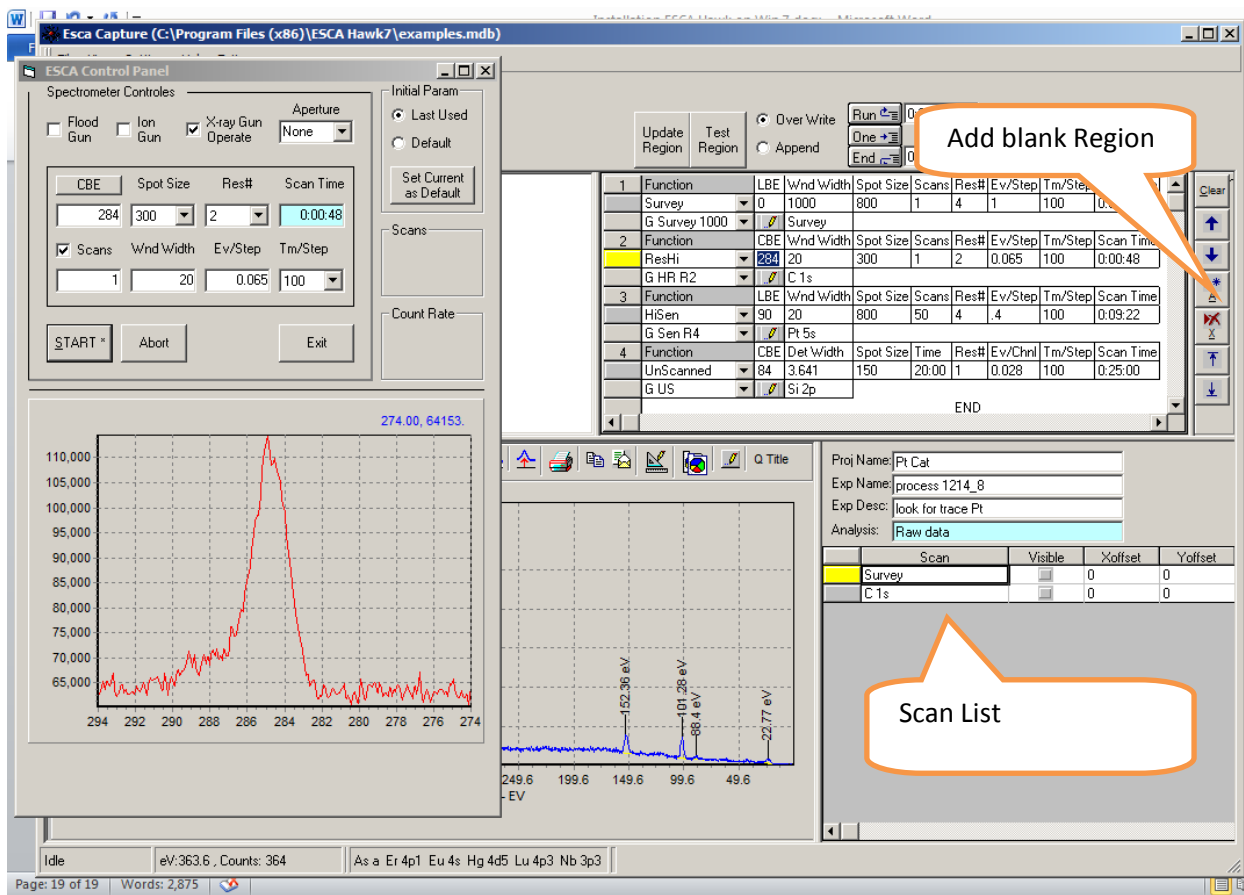 Esca Capture (C:\Program Files (x86)\ESCA Hawk7\examples.mdb)
ESCA Control Panel
Spectrometer Controles
Flood Gun
Ion Gun
X-ray Gun Operate
Aperture
None
CBE Spot Size Res# Scan Time
284 300 2 0:00:48
Scans Wnd Width Ev/Step Tm/Step
1 20 0.065 100
START * Abort Exit
Initial Param
Last Used
Default
Set Current as Default
Scans
Count Rate
274.00, 64153.
110,000
105,000
100,000
95,000
90,000
85,000
80,000
75,000
70,000
65,000
294 292 290 288 286 284 282 280 278 276 274
Update Region
Test Region
Over Write
Append
Run
One
End
Add blank Region
1 Function LBE Wnd Width Spot Size Scans Res# Ev/Step Tm/Step
Survey 0 1000 800 1 4 1 100
G Survey 1000 Survey
2 Function CBE Wnd Width Spot Size Scans Res# Ev/Step Tm/Step Scan Time
ResHi 284 20 300 1 2 0.065 100 0:00:48
G HR R2 C 1s
3 Function LBE Wnd Width Spot Size Scans Res# Ev/Step Tm/Step Scan Time
HiSen 90 20 800 50 4 .4 100 0:09:22
G Sen R4 Pt 5s
4 Function CBE Det Width Spot Size Time Res# Ev/Chnl Tm/Step Scan Time
UnScanned 84 3.641 150 20:00 1 0.028 100 0:25:00
G US Si 2p
END
Clear
X
Q Title
152.36 eV
101.28 eV
88.4 eV
22.77 eV
249.6 199.6 149.6 99.6 49.6
- EV
Proj Name: Pt Cat
Exp Name: process 1214_8
Exp Desc: look for trace Pt
Analysis: Raw data
Scan Visible Xoffset Yoffset
Survey 0 0
C 1s 0 0
Scan List
Idle eV:363.6 , Counts: 364 As a Er 4p1 Eu 4s Hg 4d5 Lu 4p3 Nb 3p3
Page: 19 of 19 Words: 2,875